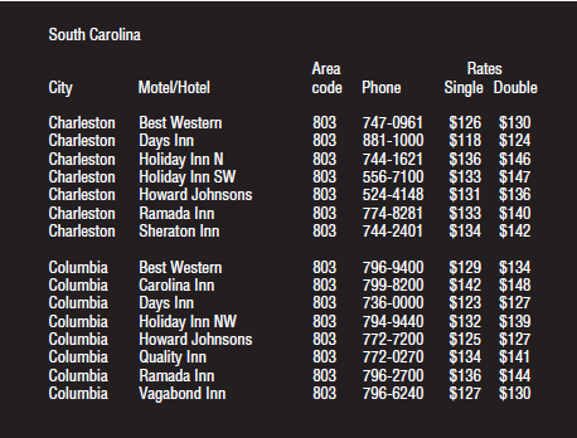 South Carolina
Area Rates
City Motel/Hotel code Phone Single Double
Charleston Best Western 803 747-0961 $126 $130
Charleston Days Inn 803 881-1000 $118 $124
Charleston Holiday Inn N 803 744-1621 $136 $146
Charleston Holiday Inn SW 803 556-7100 $133 $147
Charleston Howard Johnsons 803 524-4148 $131 $136
Charleston Ramada Inn 803 774-8281 $133 $140
Charleston Sheraton Inn 803 744-2401 $134 $142
Columbia Best Western 803 796-9400 $129 $134
Columbia Carolina Inn 803 799-8200 $142 $148
Columbia Days Inn 803 736-0000 $123 $127
Columbia Holiday Inn NW 803 794-9440 $132 $139
Columbia Howard Johnsons 803 772-7200 $125 $127
Columbia Quality Inn 803 772-0270 $134 $141
Columbia Ramada Inn 803 796-2700 $136 $144
Columbia Vagabond Inn 803 796-6240 $127 $130